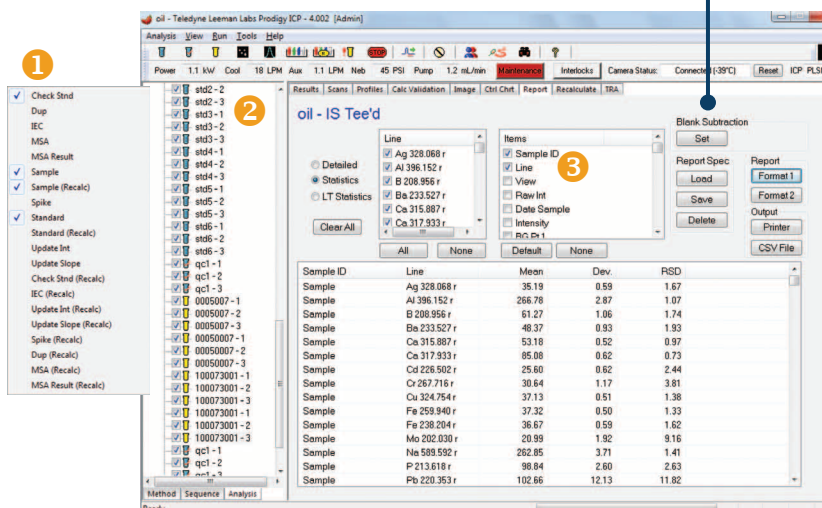 oil - Teledyne Leeman Labs Prodigy ICP - 4.002 [Admin]
Analysis View Run Tools Help
STOP
Power 1.1 kW Cool 18 LPM Aux 1.1 LPM Neb 45 PSI Pump 1.2 mL/min Maintenance Interlocks Camera Status: Connected (-39°C) Reset ICP PLS
1
Check Stnd
Dup
IEC
MSA
MSA Result
Sample
Sample (Recalc)
Spike
Standard
Standard (Recalc)
Update Int
Update Slope
Check Stnd (Recalc)
IEC (Recalc)
Update Int (Recalc)
Update Slope (Recalc)
Spike (Recalc)
Dup (Recalc)
MSA (Recalc)
MSA Result (Recalc)
2
std2 - 2
std2 - 3
std3 - 1
std3 - 2
std3 - 3
std4 - 1
std4 - 2
std4 - 3
std5 - 1
std5 - 2
std5 - 3
std6 - 1
std6 - 2
std6 - 3
qc1 - 1
qc1 - 2
qc1 - 3
0005007 - 1
0005007 - 2
0005007 - 3
00050007 - 1
00050007 - 2
00050007 - 3
100073001 - 1
100073001 - 2
100073001 - 3
100073001 - 1
100073001 - 2
100073001 - 3
qc1 - 1
qc1 - 2
qc1 - 3
Method Sequence Analysis
Results Scans Profiles Calc Validation Image Ctrl Chrt Report Recalculate TRA
oil - IS Tee'd
Detailed
Statistics
LT Statistics
Clear All
Line
Ag 328.068 r
Al 396.152 r
B 208.956 r
Ba 233.527 r
Ca 315.887 r
Ca 317.933 r
All None
Items
Sample ID
Line
View
Raw Int
Date Sample
Intensity
BG Pt 1
3
Default None
Blank Subtraction
Set
Report Spec
Load
Save
Delete
Report
Format 1
Format 2
Output
Printer
CSV File
Sample ID Line Mean Dev. RSD
Sample Ag 328.068 r 35.19 0.59 1.67
Sample Al 396.152 r 266.78 2.87 1.07
Sample B 208.956 r 61.27 1.06 1.74
Sample Ba 233.527 r 48.37 0.93 1.93
Sample Ca 315.887 r 53.18 0.52 0.97
Sample Ca 317.933 r 85.08 0.62 0.73
Sample Cd 226.502 r 25.60 0.62 2.44
Sample Cr 267.716 r 30.64 1.17 3.81
Sample Cu 324.754 r 37.13 0.51 1.38
Sample Fe 259.940 r 37.32 0.50 1.33
Sample Fe 238.204 r 36.67 0.59 1.62
Sample Mo 202.030 r 20.99 1.92 9.16
Sample Na 589.592 r 262.85 3.71 1.41
Sample P 213.618 r 98.84 2.60 2.63
Sample Pb 220.353 r 102.66 12.13 11.82